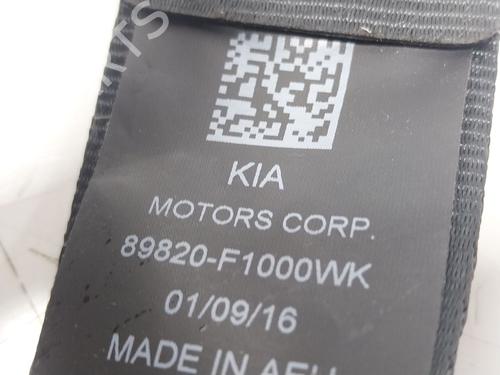 KIA
MOTORS CORP.
89820-F1000WK
01/09/16
MADE IN